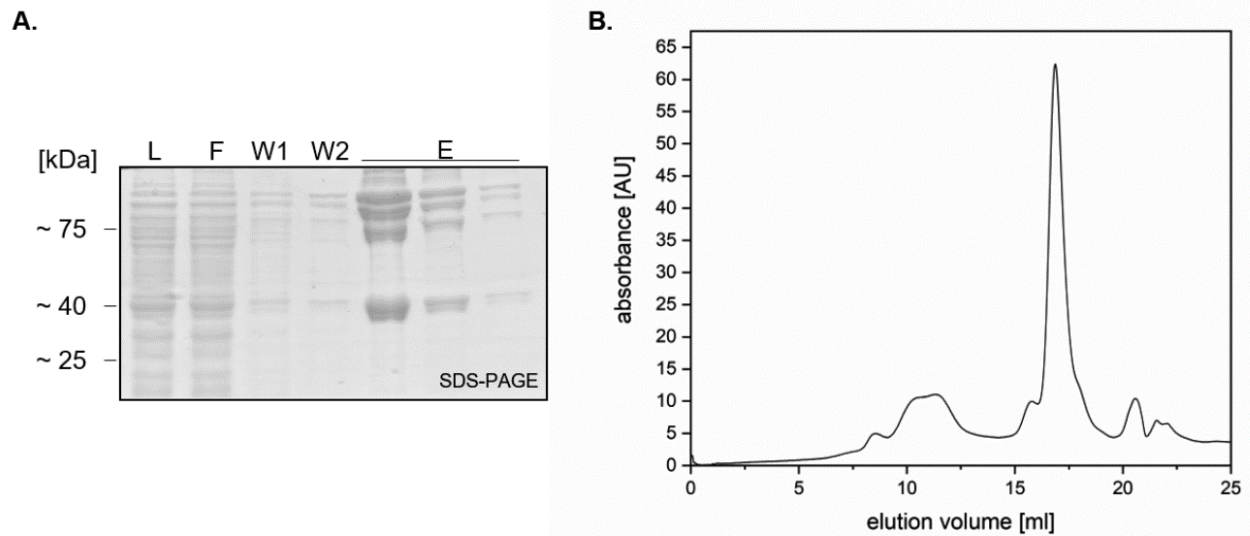 A.
[kDa] L F W1 W2 E
~ 75
~ 40
~ 25
SDS-PAGE
B.
absorbance [AU]
65
60
55
50
45
40
35
30
25
20
15
10
5
0
0 5 10 15 20 25
elution volume [ml]